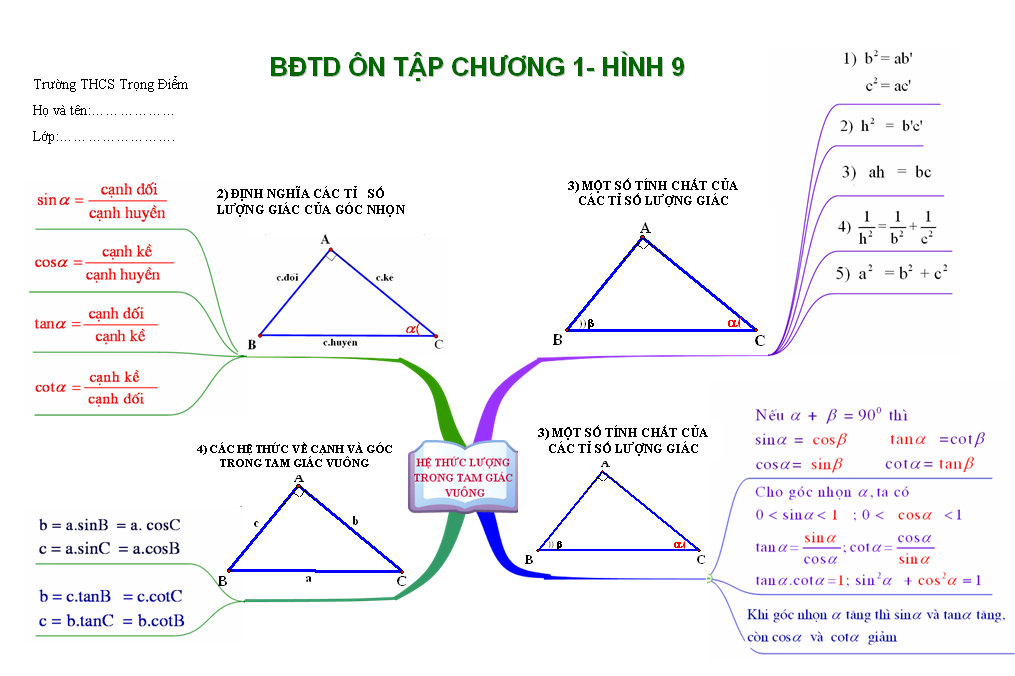 BĐTD ÔN TẬP CHƯƠNG 1- HÌNH 9
Trường THCS Trọng Điểm
Họ và tên:………………
Lớp:…………………….
2) ĐỊNH NGHĨA CÁC TỈ SỐ
LƯỢNG GIÁC CỦA GÓC NHỌN
sinα = cạnh đối / cạnh huyền
cosα = cạnh kề / cạnh huyền
tanα = cạnh đối / cạnh kề
cotα = cạnh kề / cạnh đối
A
c.doi
c.ké
α
B
c.huyen
C
3) MỘT SỐ TÍNH CHẤT CỦA
CÁC TỈ SỐ LƯỢNG GIÁC
A
β
α
B
C
1) b² = ab'
c² = ac'
2) h² = b'c'
3) ah = bc
4) 1/h² = 1/b² + 1/c²
5) a² = b² + c²
HỆ THỨC LƯỢNG
TRONG TAM GIÁC
VUÔNG
4) CÁC HỆ THỨC VỀ CẠNH VÀ GÓC
TRONG TAM GIÁC VUÔNG
A
c
b
B
a
C
b = a.sinB = a. cosC
c = a.sinC = a.cosB
b = c.tanB = c.cotC
c = b.tanC = b.cotB
3) MỘT SỐ TÍNH CHẤT CỦA
CÁC TỈ SỐ LƯỢNG GIÁC
A
β
α
B
C
Nếu α + β = 90⁰ thì
sinα = cosβ tanα =cotβ
cosα = sinβ cotα = tanβ
Cho góc nhọn α, ta có
0 < sinα < 1 ; 0 < cosα < 1
tanα = sinα / cosα ; cotα = cosα / sinα
tanα.cotα = 1; sin²α + cos²α = 1
Khi góc nhọn α tăng thì sinα và tanα tăng,
còn cosα và cotα giảm